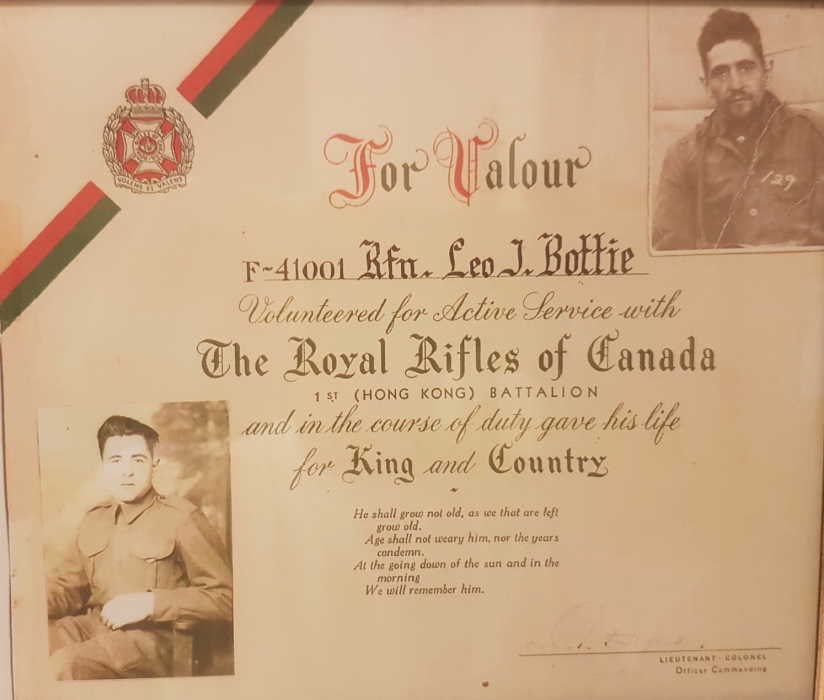 VOLENS ET VALENS
129
For Valour
F-41001 Rfn. Leo J. Bottie
Volunteered for Active Service with
The Royal Rifles of Canada
1ST (HONG KONG) BATTALION
and in the course of duty gave his life
for King and Country
He shall grow not old, as we that are left
grow old.
Age shall not weary him, nor the years
condemn.
At the going down of the sun and in the
morning
We will remember him.
LIEUTENANT-COLONEL
Officer Commanding